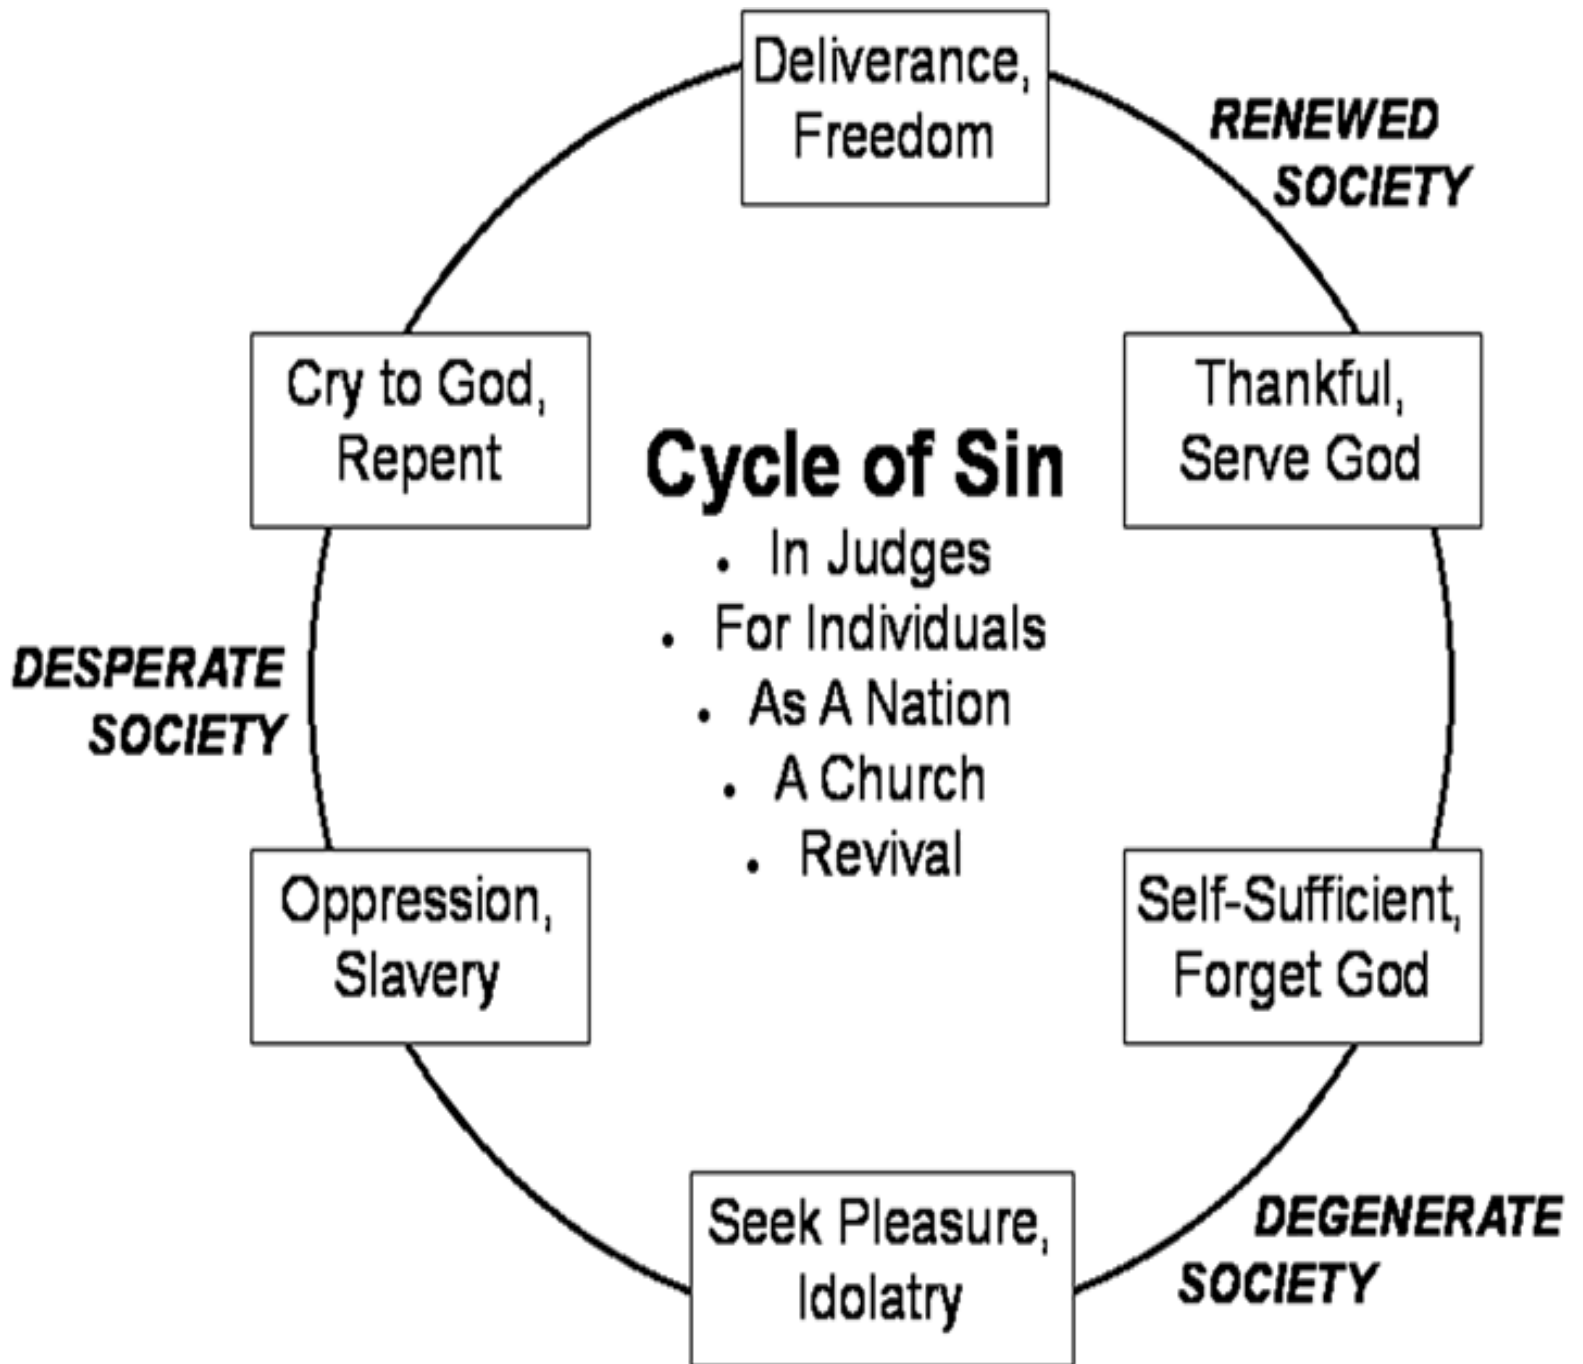 Deliverance,
Freedom
RENEWED
SOCIETY
Cry to God,
Repent
Thankful,
Serve God
Cycle of Sin
• In Judges
• For Individuals
• As A Nation
• A Church
• Revival
DESPERATE
SOCIETY
Oppression,
Slavery
Self-Sufficient,
Forget God
Seek Pleasure,
Idolatry
DEGENERATE
SOCIETY